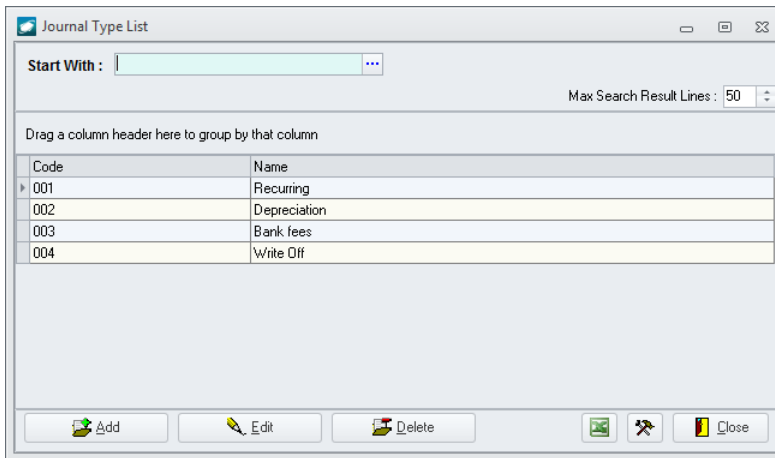 Journal Type List
Start With :
...
Max Search Result Lines : 50
Drag a column header here to group by that column
Code Name
001 Recurring
002 Depreciation
003 Bank fees
004 Write Off
Add Edit Delete Close